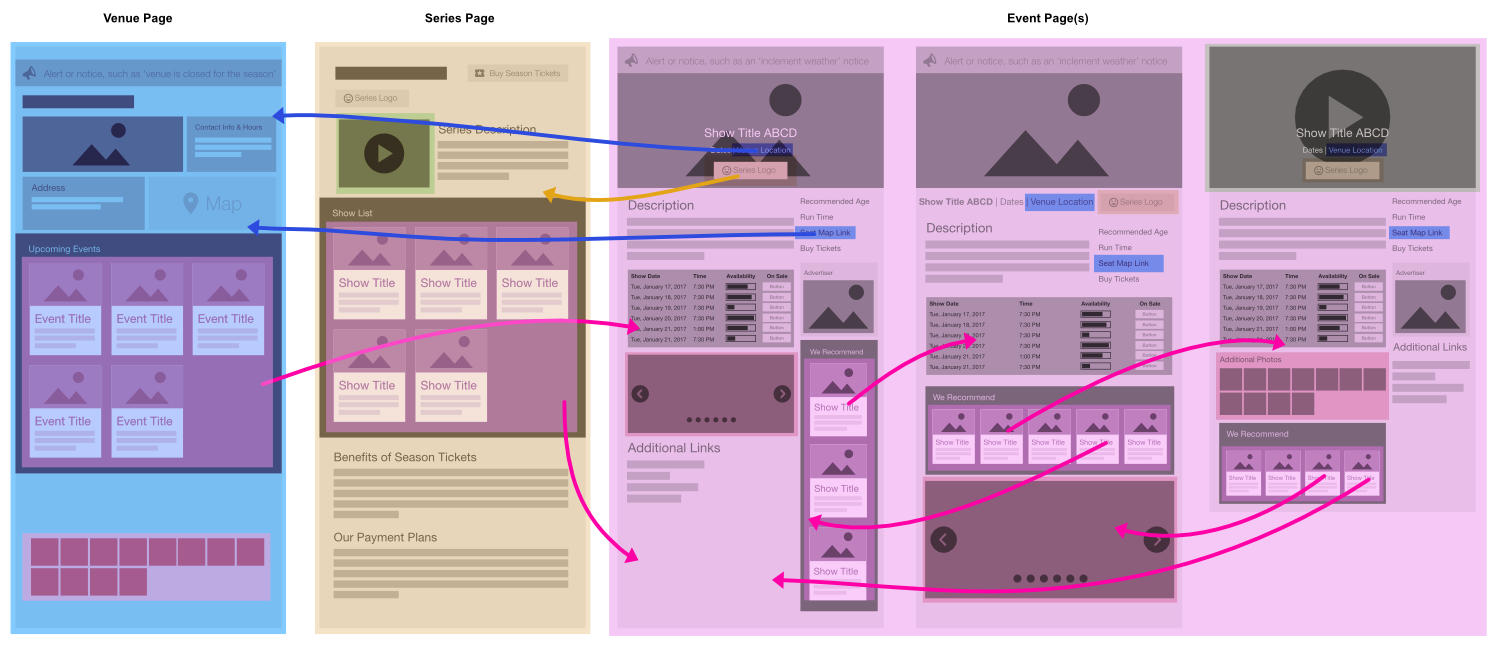 Venue Page
Series Page
Event Page(s)
Alert or notice, such as 'venue is closed for the season'
Contact Info & Hours
Address
Map
Upcoming Events
Event Title
Event Title
Event Title
Event Title
Event Title
Buy Season Tickets
Series Logo
Series Description
Show List
Show Title
Show Title
Show Title
Show Title
Show Title
Benefits of Season Tickets
Our Payment Plans
Alert or notice, such as an 'inclement weather' notice
Show Title ABCD
Dates | Venue Location
Series Logo
Description
Recommended Age
Run Time
Seat Map Link
Buy Tickets
Advertiser
Show Date Time Availability On Sale
Tue, January 17, 2017 7:30 PM Button
Tue, January 18, 2017 7:30 PM Button
Tue, January 19, 2017 7:30 PM Button
Tue, January 20, 2017 7:30 PM Button
Tue, January 21, 2017 1:00 PM Button
Tue, January 21, 2017 7:30 PM Button
We Recommend
Show Title
Show Title
Show Title
Additional Links
Alert or notice, such as an 'inclement weather' notice
Show Title ABCD | Dates | Venue Location
Series Logo
Description
Recommended Age
Run Time
Seat Map Link
Buy Tickets
Show Date Time Availability On Sale
Tue, January 17, 2017 7:30 PM Button
Tue, January 18, 2017 7:30 PM Button
Tue, January 19, 2017 7:30 PM Button
Tue, January 20, 2017 7:30 PM Button
Tue, January 21, 2017 1:00 PM Button
Tue, January 21, 2017 7:30 PM Button
We Recommend
Show Title Show Title Show Title Show Title Show Title
Show Title ABCD
Dates | Venue Location
Series Logo
Description
Recommended Age
Run Time
Seat Map Link
Buy Tickets
Advertiser
Show Date Time Availability On Sale
Tue, January 17, 2017 7:30 PM Button
Tue, January 18, 2017 7:30 PM Button
Tue, January 19, 2017 7:30 PM Button
Tue, January 20, 2017 7:30 PM Button
Tue, January 21, 2017 1:00 PM Button
Tue, January 21, 2017 7:30 PM Button
Additional Links
Additional Photos
We Recommend
Show Title Show Title Show Title Show Title